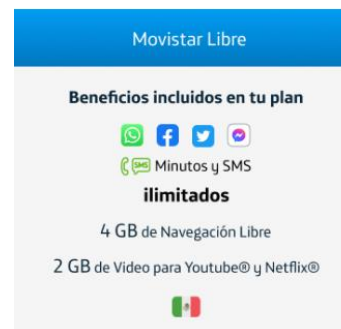 Movistar Libre
Beneficios incluidos en tu plan
SMS Minutos y SMS
ilimitados
4 GB de Navegación Libre
2 GB de Video para Youtube® y Netflix®